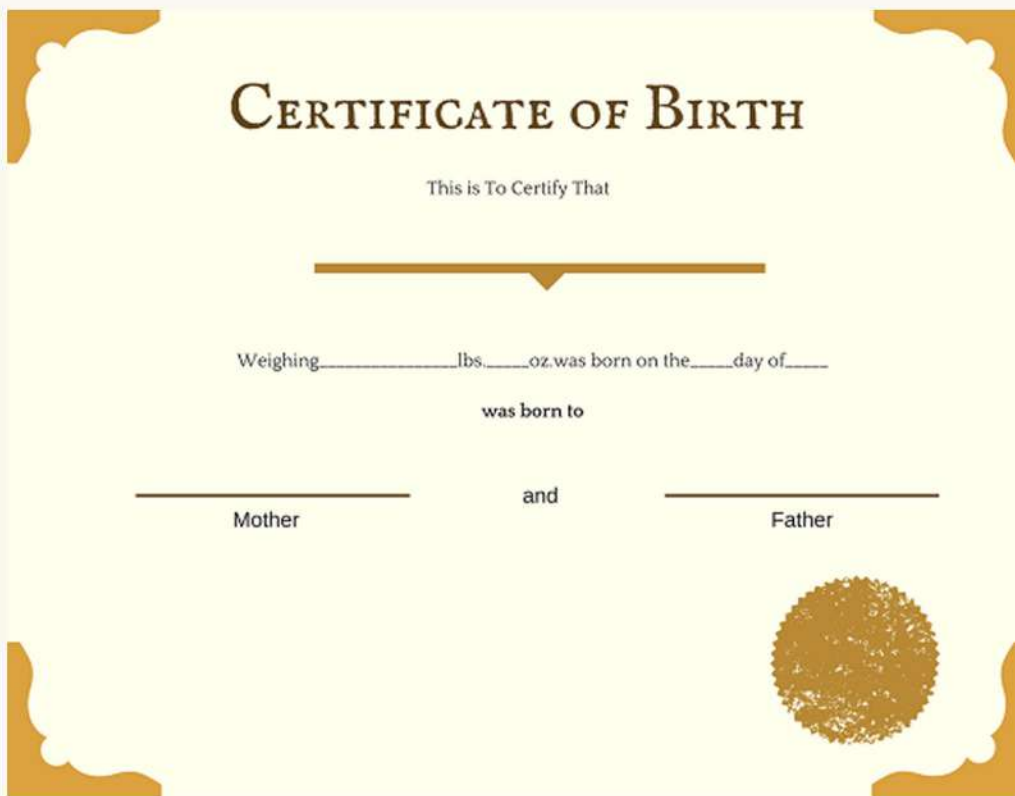 Certificate of Birth
This is To Certify That
Weighing________________lbs._____oz.was born on the_____day of_____
was born to
and
Mother Father